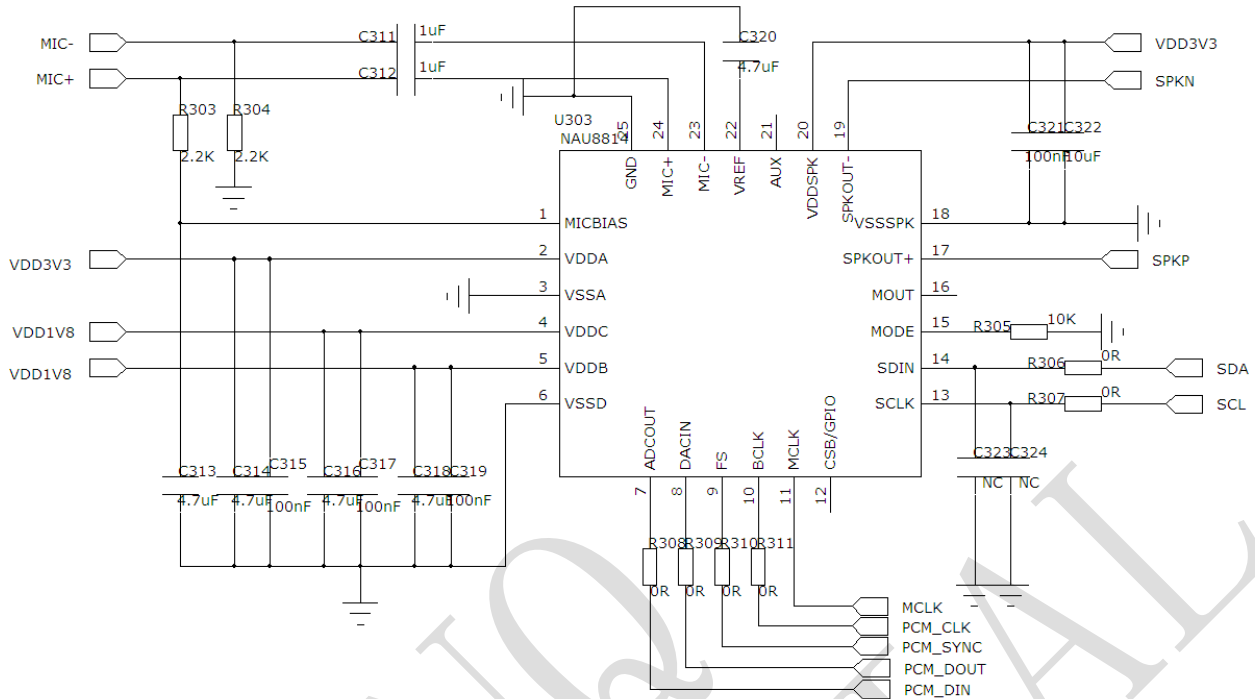 MIC-
MIC+
C311
1uF
C312
1uF
C320
4.7uF
VDD3V3
SPKN
R303
R304
2.2K
2.2K
U303
NAU8814
25
24
23
22
21
20
19
GND
MIC+
MIC-
VREF
AUX
VDDSPK
SPKOUT-
C321
C322
100nF
10uF
1
MICBIAS
VSSSPK
18
VDD3V3
2
VDDA
SPKOUT+
17
SPKP
3
VSSA
MOUT
16
VDD1V8
4
VDDC
MODE
15
R305
10K
VDD1V8
5
VDDB
SDIN
14
R306
0R
SDA
6
VSSD
SCLK
13
R307
0R
SCL
ADCOUT
DACIN
FS
BCLK
MCLK
CSB/GPIO
7
8
9
10
11
12
C313
C314
C315
C316
C317
C318
C319
4.7uF
4.7uF
100nF
4.7uF
100nF
4.7uF
100nF
C323
C324
NC
NC
R308
R309
R310
R311
0R
0R
0R
0R
MCLK
PCM_CLK
PCM_SYNC
PCM_DOUT
PCM_DIN